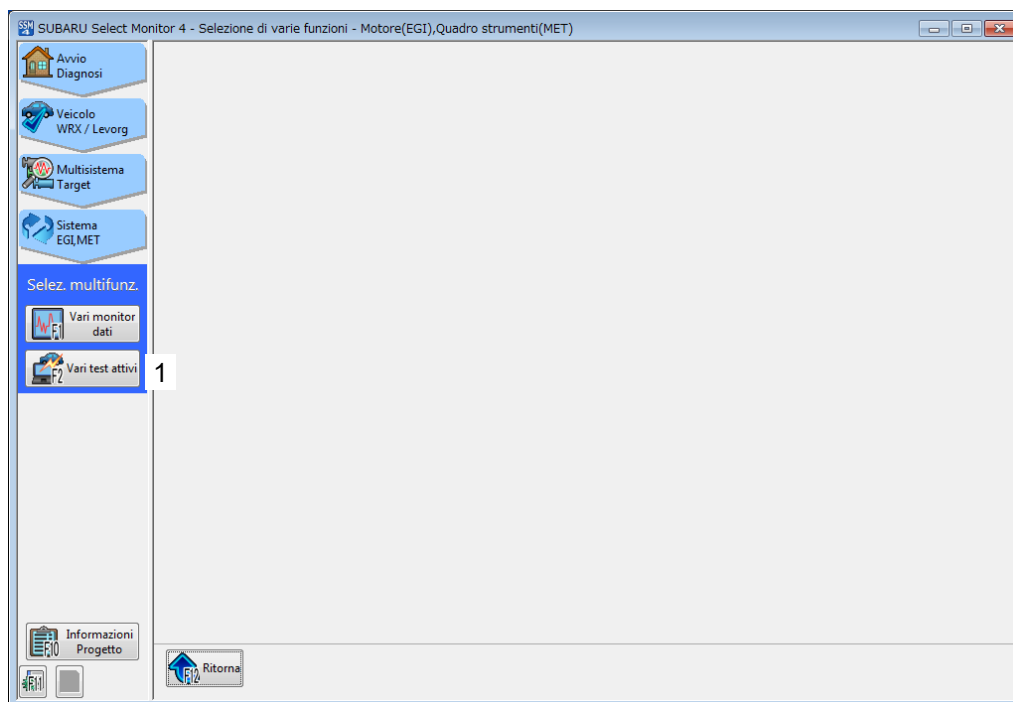 SUBARU Select Monitor 4 - Selezione di varie funzioni - Motore(EGI),Quadro strumenti(MET)
Avvio
Diagnosi
Veicolo
WRX / Levorg
Multisistema
Target
Sistema
EGI,MET
Selez. multifunz.
F1
Vari monitor
dati
F2
Vari test attivi
1
F10
Informazioni
Progetto
F11
F12
Ritorna